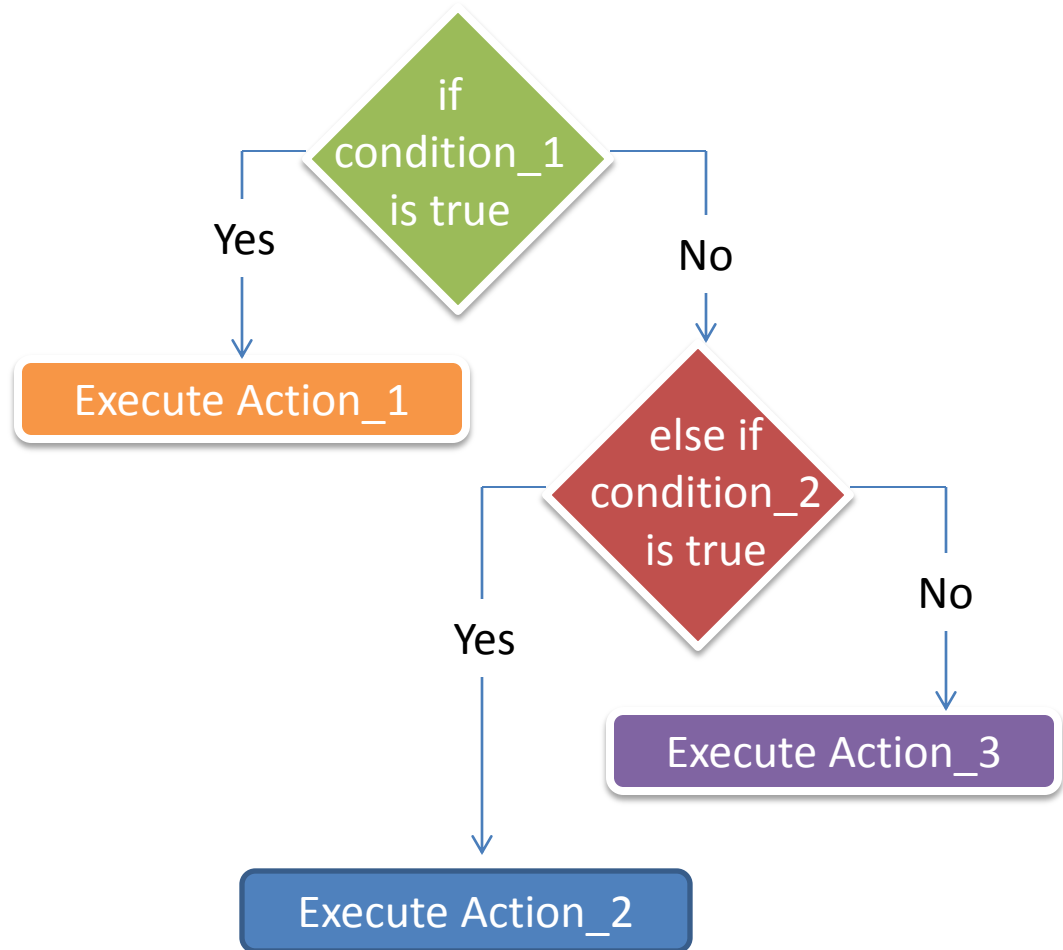 if
condition_1
is true
Yes
No
Execute Action_1
else if
condition_2
is true
Yes
No
Execute Action_3
Execute Action_2